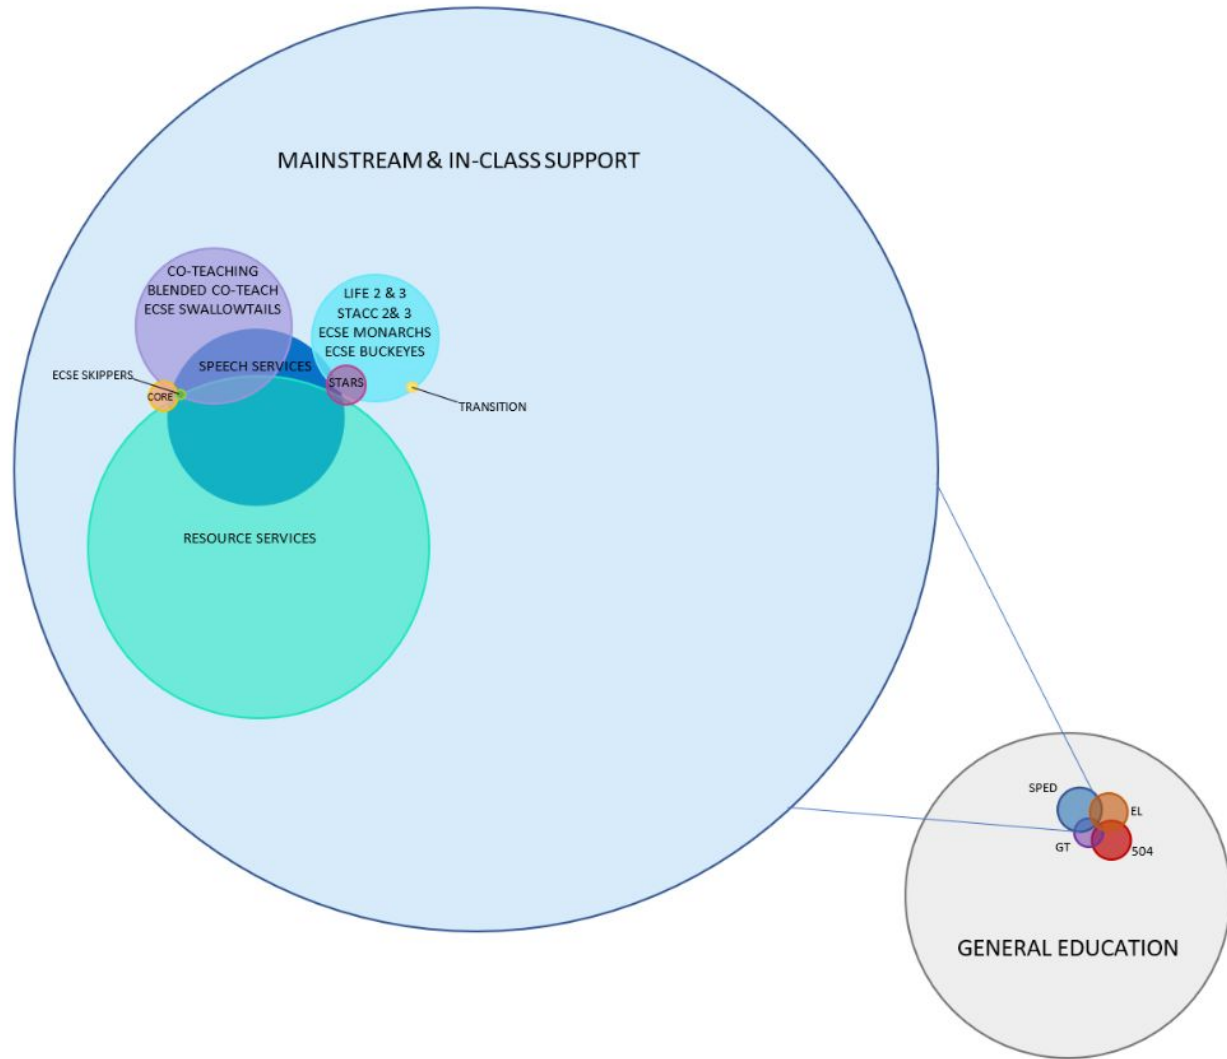 MAINSTREAM & IN-CLASS SUPPORT
CO-TEACHING
BLENDED CO-TEACH
ECSE SWALLOWTAILS
LIFE 2 & 3
STACC 2& 3
ECSE MONARCHS
ECSE BUCKEYES
SPEECH SERVICES
ECSE SKIPPERS
CORE
STARS
TRANSITION
RESOURCE SERVICES
SPED
EL
GT
504
GENERAL EDUCATION